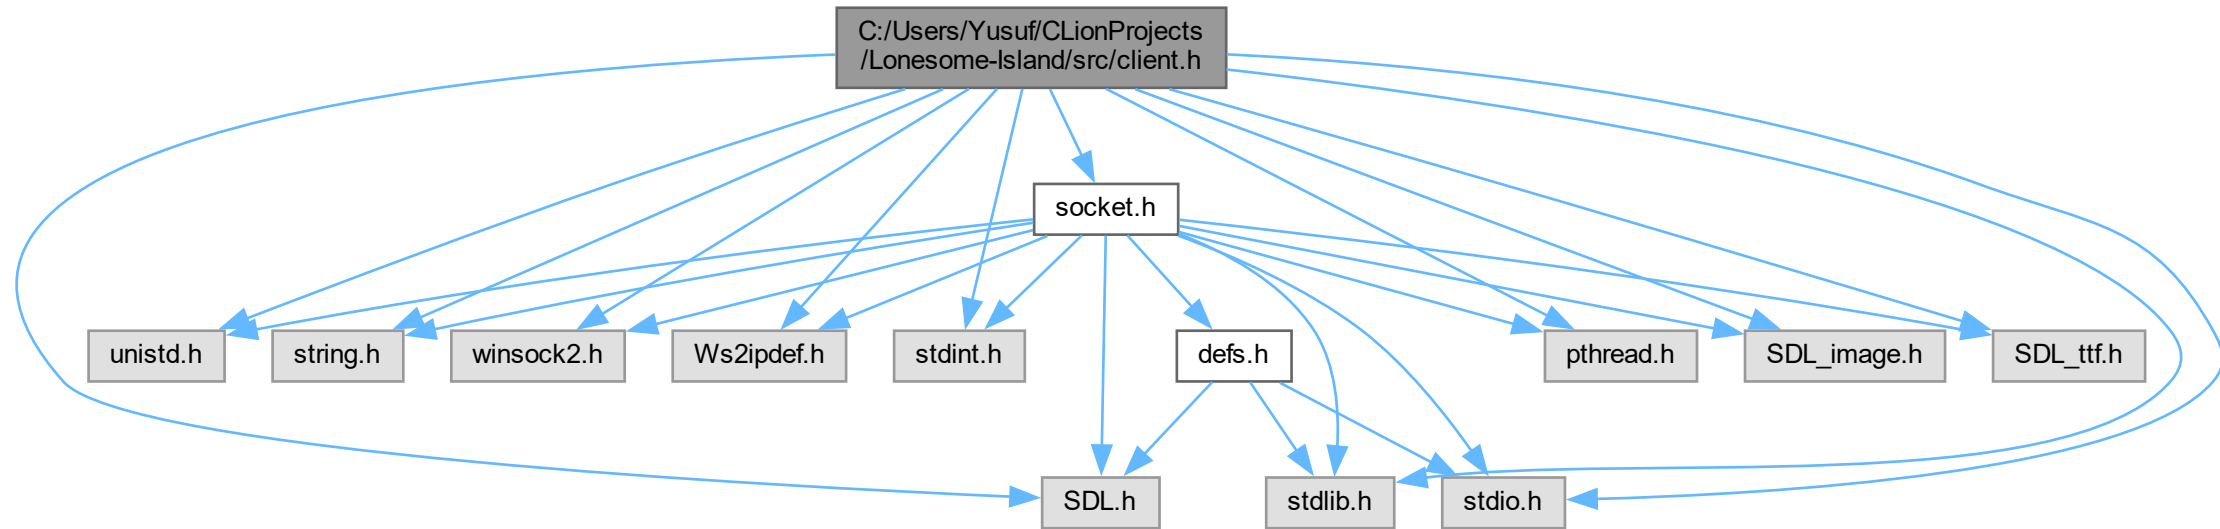 C:/Users/Yusuf/CLionProjects
/Lonesome-Island/src/client.h
socket.h
unistd.h
string.h
winsock2.h
Ws2ipdef.h
stdint.h
defs.h
pthread.h
SDL_image.h
SDL_ttf.h
SDL.h
stdlib.h
stdio.h